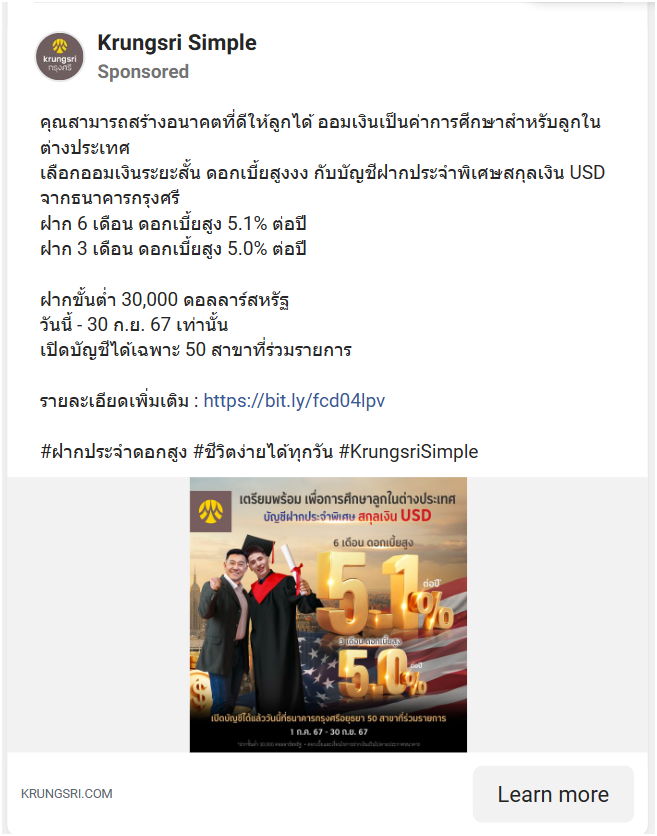 Krungsri Simple
krungsri
กรุงศรี
Sponsored
คุณสามารถสร้างอนาคตที่ดีให้ลูกได้ ออมเงินเป็นค่าการศึกษาสำหรับลูกใน
ต่างประเทศ
เลือกออมเงินระยะสั้น ดอกเบี้ยสูงงง กับบัญชีฝากประจำพิเศษสกุลเงิน USD
จากธนาคารกรุงศรี
ฝาก 6 เดือน ดอกเบี้ยสูง 5.1% ต่อปี
ฝาก 3 เดือน ดอกเบี้ยสูง 5.0% ต่อปี
ฝากขั้นต่ำ 30,000 ดอลลาร์สหรัฐ
วันนี้ - 30 ก.ย. 67 เท่านั้น
เปิดบัญชีได้เฉพาะ 50 สาขาที่ร่วมรายการ
รายละเอียดเพิ่มเติม : https://bit.ly/fcd04lpv
#ฝากประจำดอกสูง #ชีวิตง่ายได้ทุกวัน #KrungsriSimple
เตรียมพร้อม เพื่อการศึกษาลูกในต่างประเทศ
บัญชีฝากประจำพิเศษ สกุลเงิน USD
6 เดือน ดอกเบี้ยสูง
5.1% ต่อปี*
3 เดือน ดอกเบี้ยสูง
5.0% ต่อปี
เปิดบัญชีได้แล้ววันนี้ที่ธนาคารกรุงศรีอยุธยา 50 สาขาที่ร่วมรายการ
1 ก.ค. 67 - 30 ก.ย. 67
KRUNGSRI.COM
Learn more